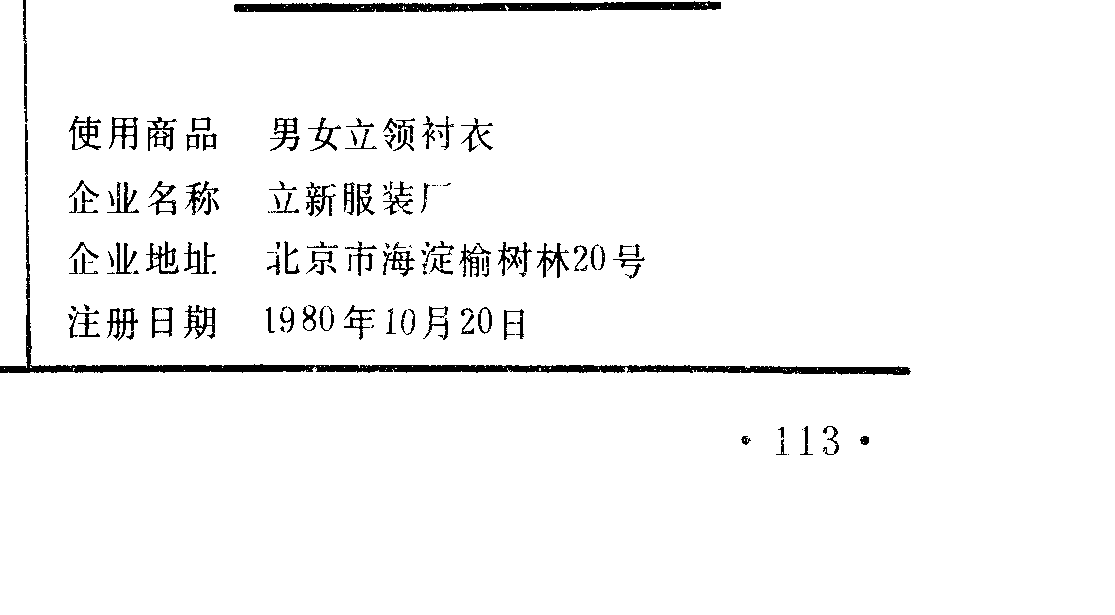 使用商品 男女立领衬衣
企业名称 立新服装厂
企业地址 北京市海淀榆树林20号
注册日期 1980年10月20日
·113·